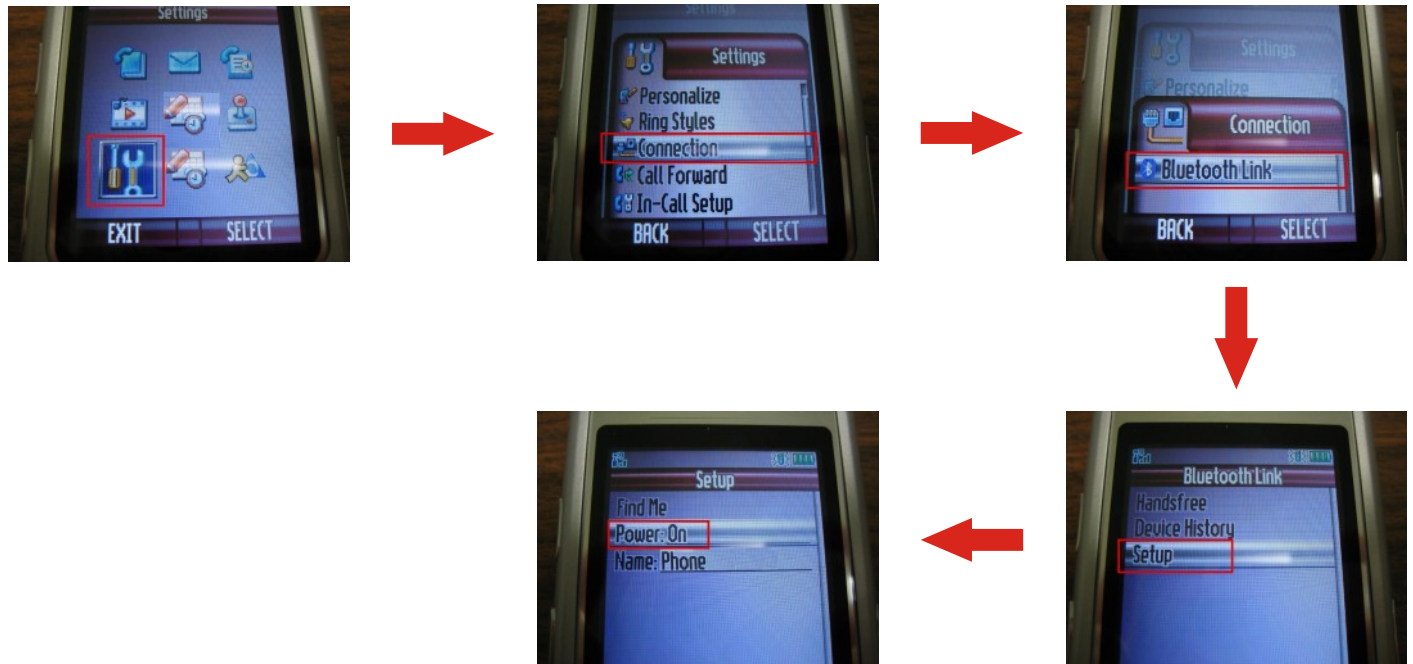 Settings
EXIT SELECT
Settings
Settings
Personalize
Ring Styles
Connection
Call Forward
In-Call Setup
BACK SELECT
Settings
Personalize
Connection
Bluetooth Link
BACK SELECT
Bluetooth Link
Handsfree
Device History
Setup
Setup
Find Me
Power: On
Name: Phone